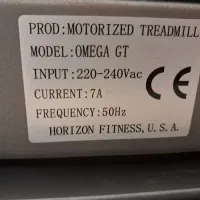 PROD:MOTORIZED TREADMILL
MODEL:OMEGA GT
INPUT:220-240Vac
CURRENT:7A
FREQUENCY:50Hz
HORIZON FITNESS, U. S. A.
CE